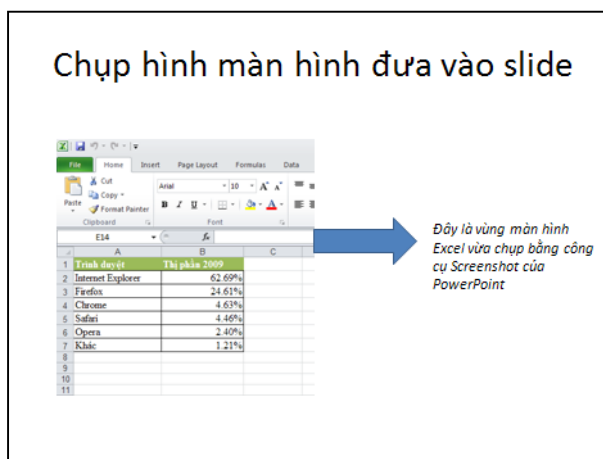 Chụp hình màn hình đưa vào slide
File Home Insert Page Layout Formulas Data
Cut
Copy
Format Painter
Paste
Arial 10 A A
B I U A
Clipboard Font
E14 fx
A B C
1 Trình duyệt Thị phần 2009
2 Internet Explorer 62.69%
3 Firefox 24.61%
4 Chrome 4.63%
5 Safari 4.46%
6 Opera 2.40%
7 Khác 1.21%
8
9
10
11
Đây là vùng màn hình
Excel vừa chụp bằng công
cụ Screenshot của
PowerPoint